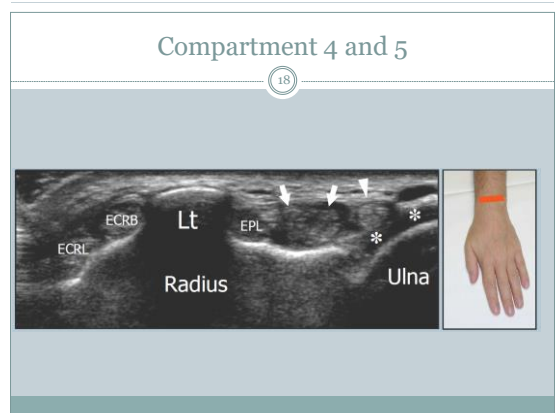 Compartment 4 and 5
18
ECRL
ECRB
Lt
Radius
EPL
*
*
Ulna